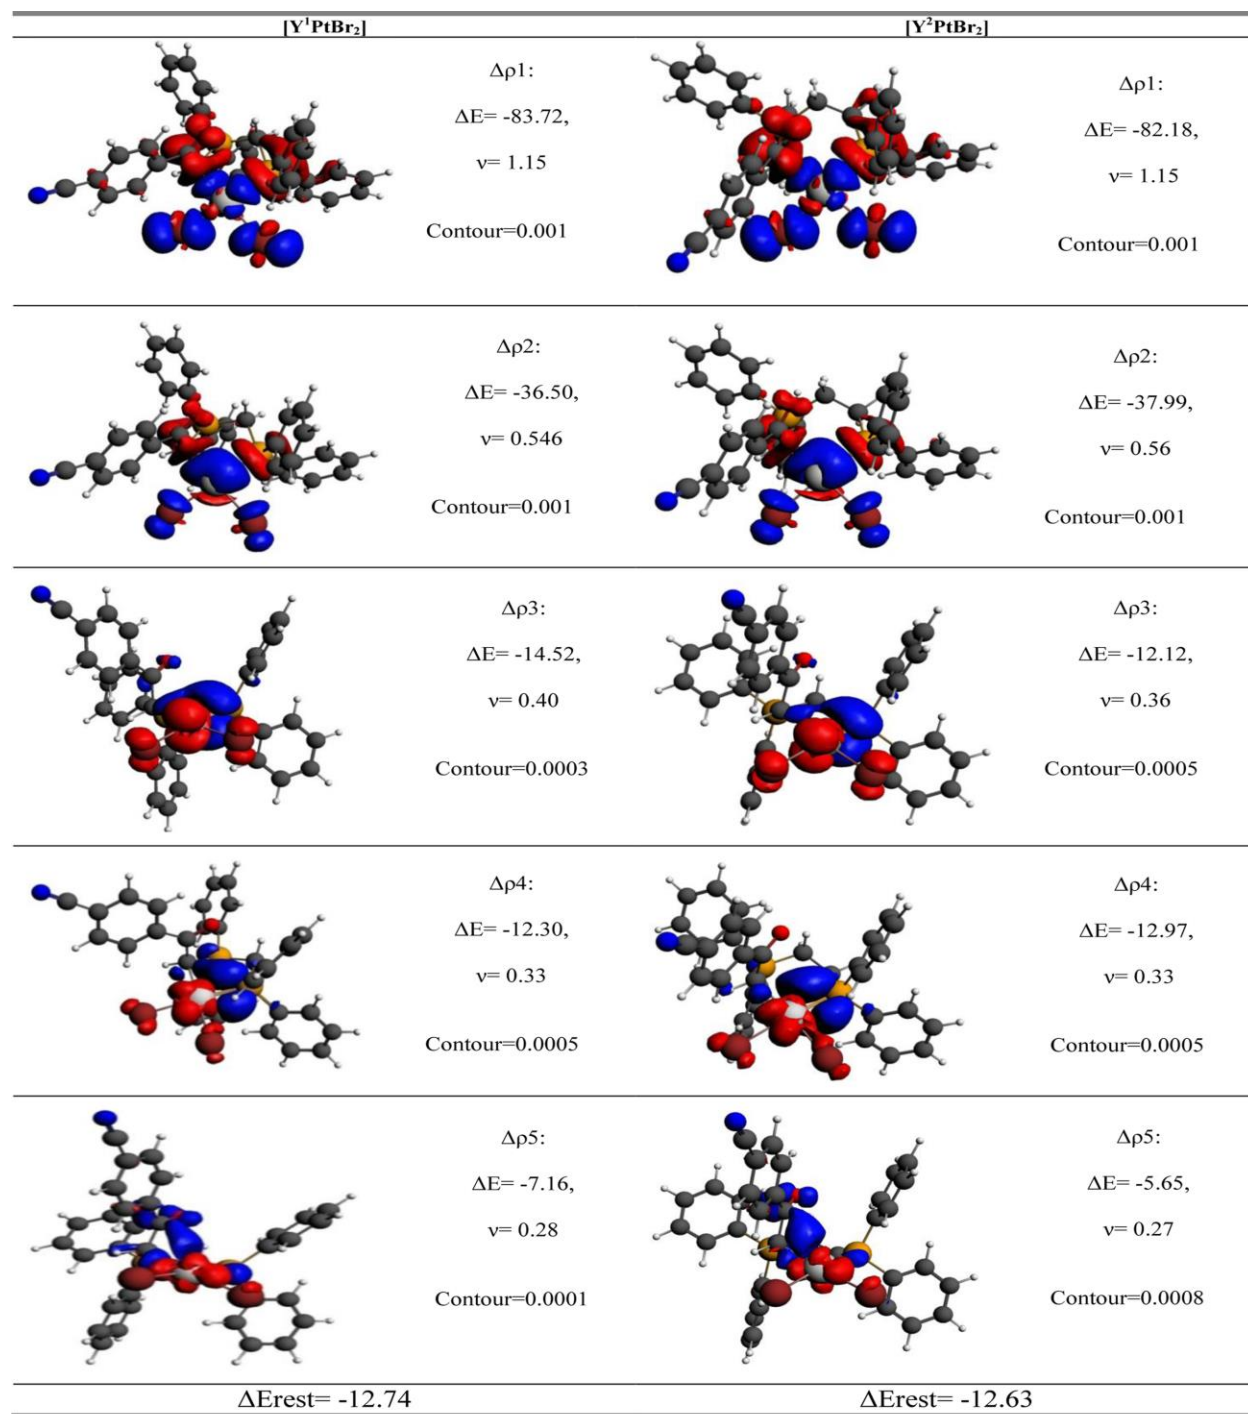 [Y¹PtBr₂] [Y²PtBr₂]
Δρ1:
ΔE= -83.72,
ν= 1.15
Contour=0.001
Δρ1:
ΔE= -82.18,
ν= 1.15
Contour=0.001
Δρ2:
ΔE= -36.50,
ν= 0.546
Contour=0.001
Δρ2:
ΔE= -37.99,
ν= 0.56
Contour=0.001
Δρ3:
ΔE= -14.52,
ν= 0.40
Contour=0.0003
Δρ3:
ΔE= -12.12,
ν= 0.36
Contour=0.0005
Δρ4:
ΔE= -12.30,
ν= 0.33
Contour=0.0005
Δρ4:
ΔE= -12.97,
ν= 0.33
Contour=0.0005
Δρ5:
ΔE= -7.16,
ν= 0.28
Contour=0.0001
Δρ5:
ΔE= -5.65,
ν= 0.27
Contour=0.0008
ΔErest= -12.74 ΔErest= -12.63